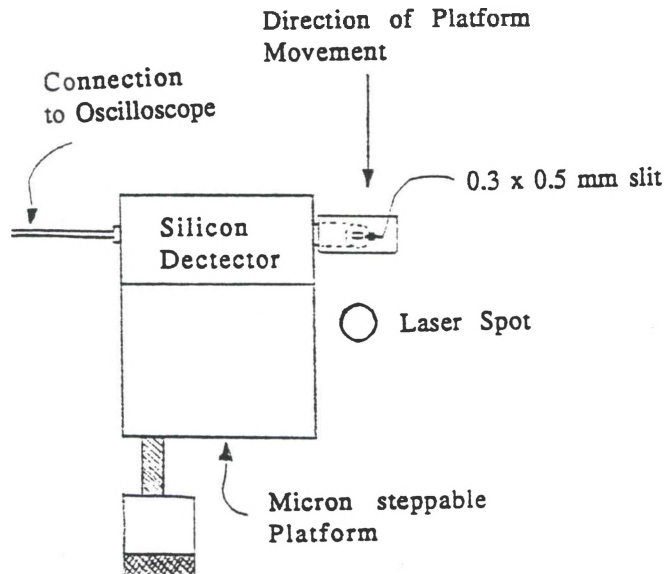 Direction of Platform
Movement
Connection
to Oscilloscope
0.3 x 0.5 mm slit
Silicon
Dectector
Laser Spot
Micron steppable
Platform